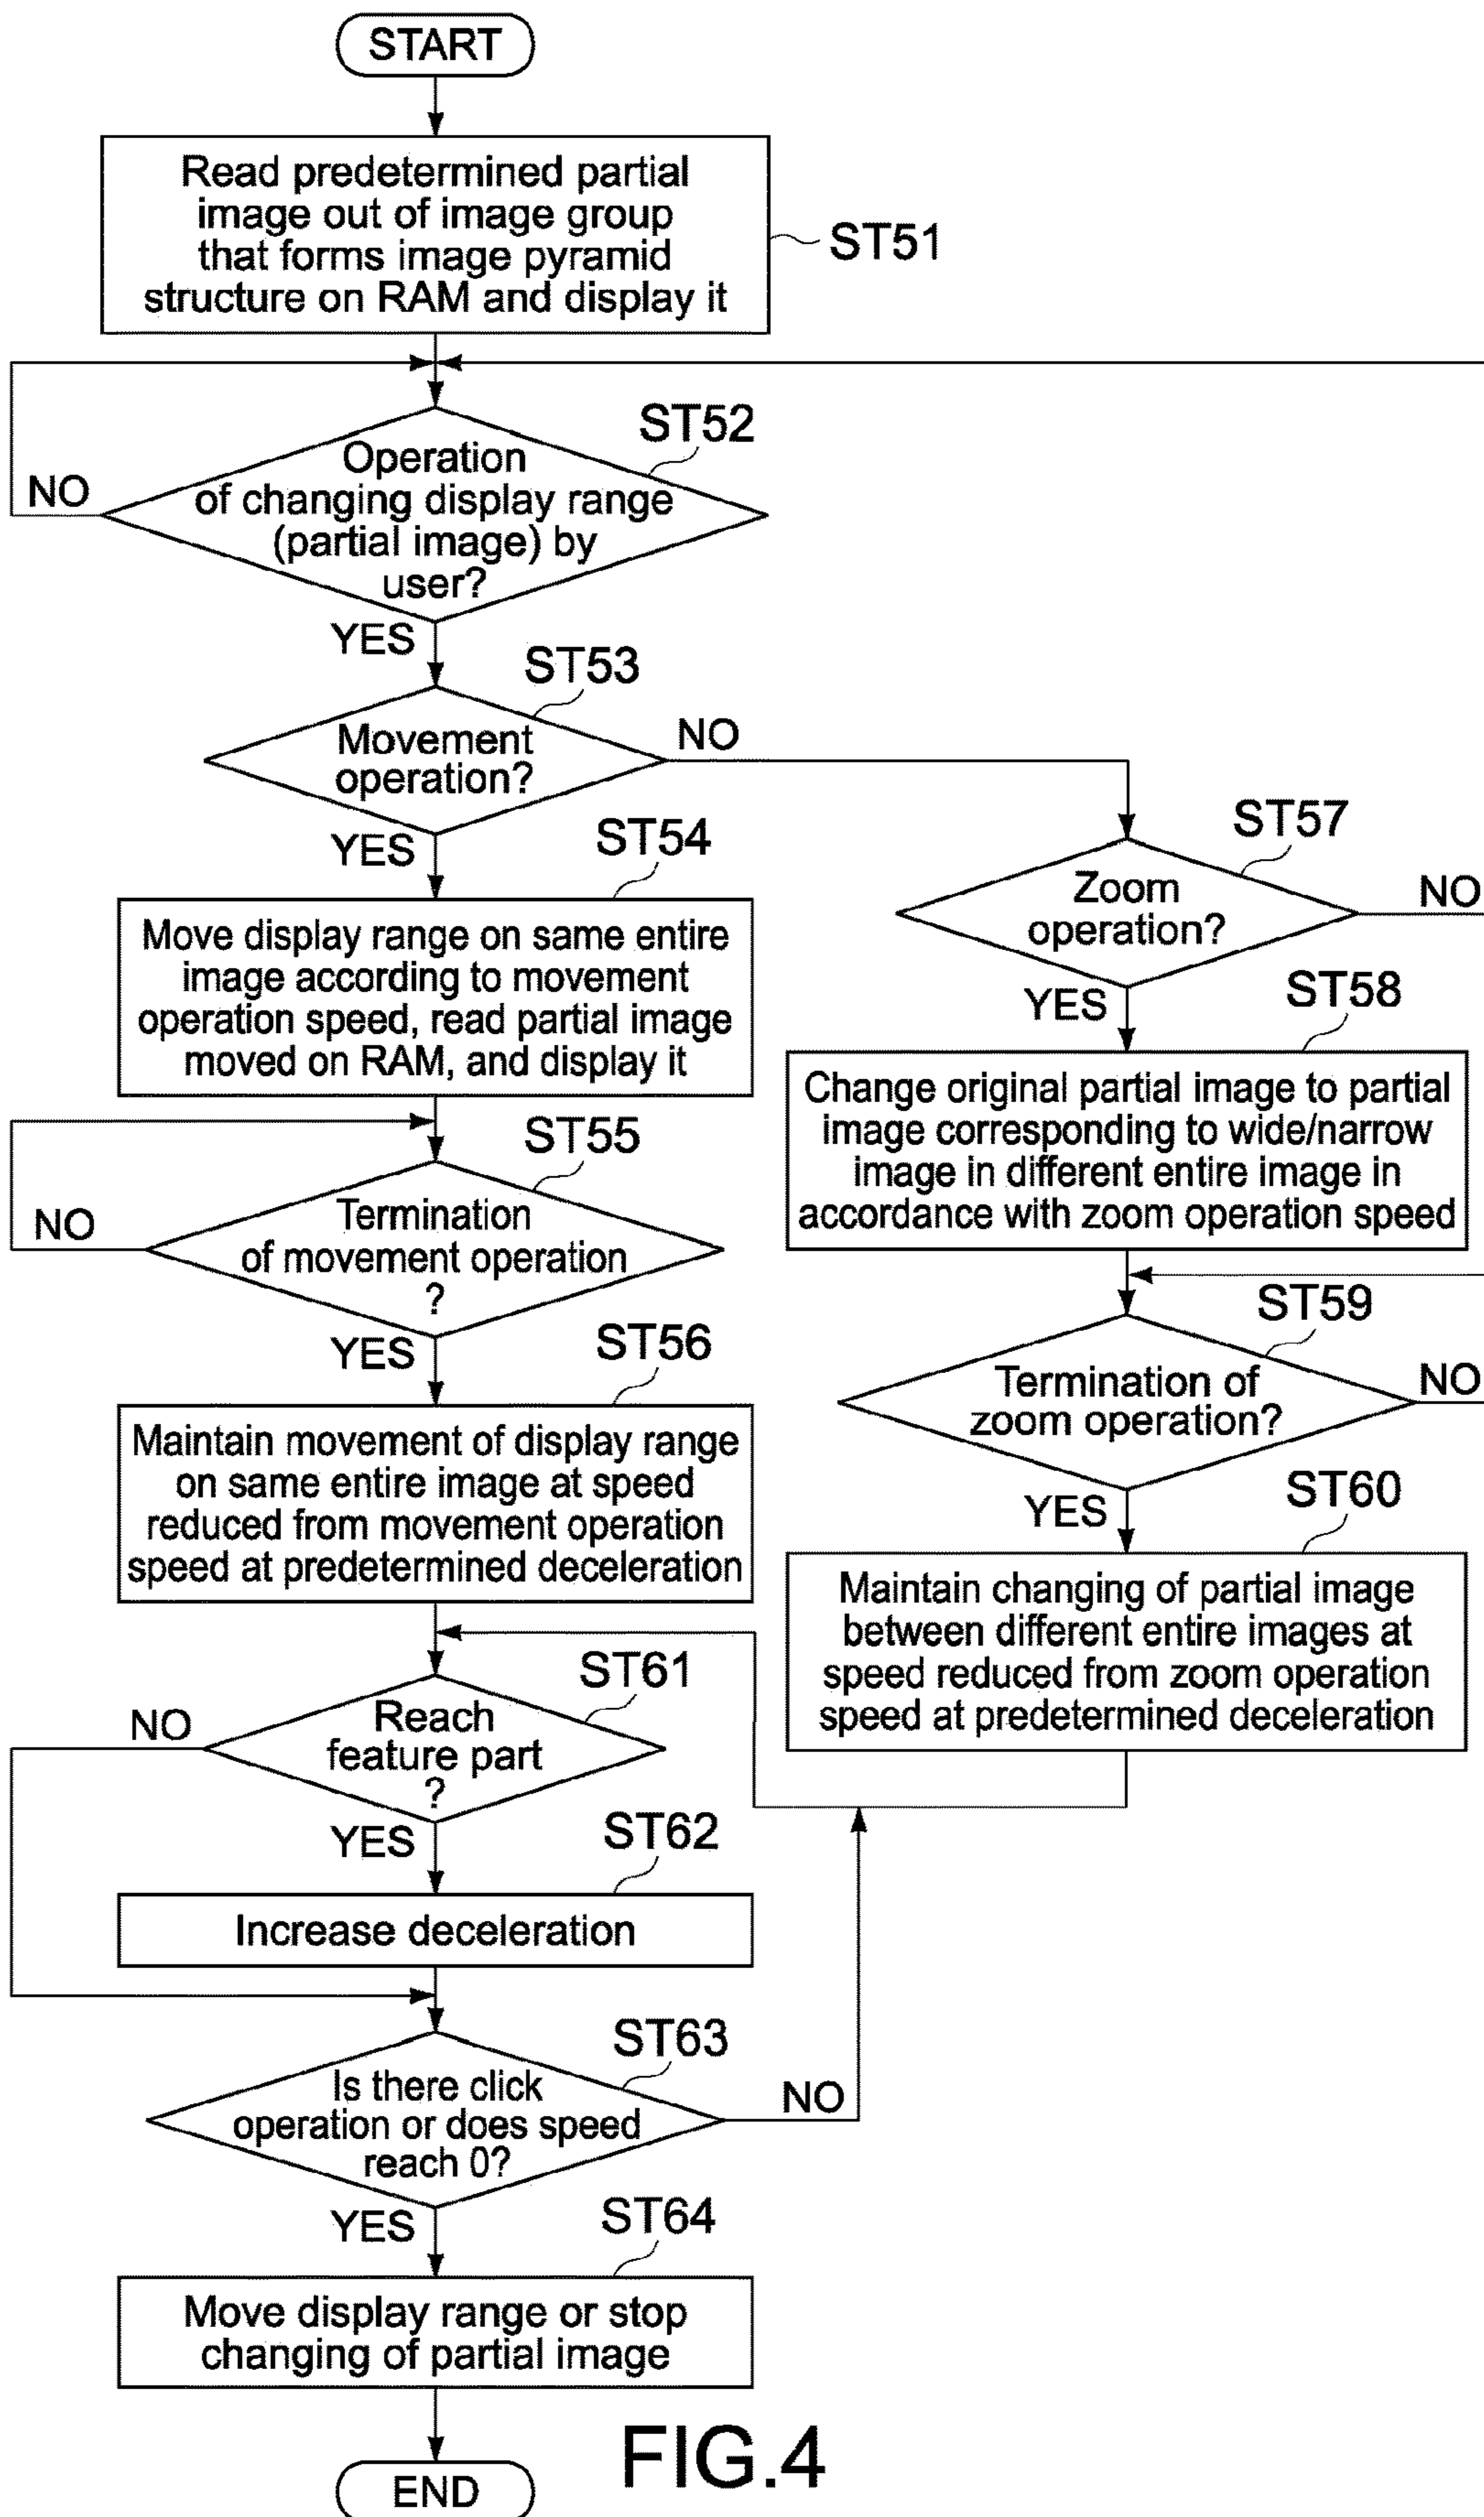 START
Read predetermined partial
image out of image group
that forms image pyramid
structure on RAM and display it
ST51
ST52
Operation
of changing display range
(partial image) by
user?
NO
YES
ST53
Movement
operation?
NO
YES
ST54
Move display range on same entire
image according to movement
operation speed, read partial image
moved on RAM, and display it
ST55
Termination
of movement operation
?
NO
YES
ST56
Maintain movement of display range
on same entire image at speed
reduced from movement operation
speed at predetermined deceleration
ST57
Zoom
operation?
NO
YES
ST58
Change original partial image to partial
image corresponding to wide/narrow
image in different entire image in
accordance with zoom operation speed
ST59
Termination of
zoom operation?
NO
YES
ST60
Maintain changing of partial image
between different entire images at
speed reduced from zoom operation
speed at predetermined deceleration
ST61
Reach
feature part
?
NO
YES
ST62
Increase deceleration
ST63
Is there click
operation or does speed
reach 0?
NO
YES
ST64
Move display range or stop
changing of partial image
END
FIG.4